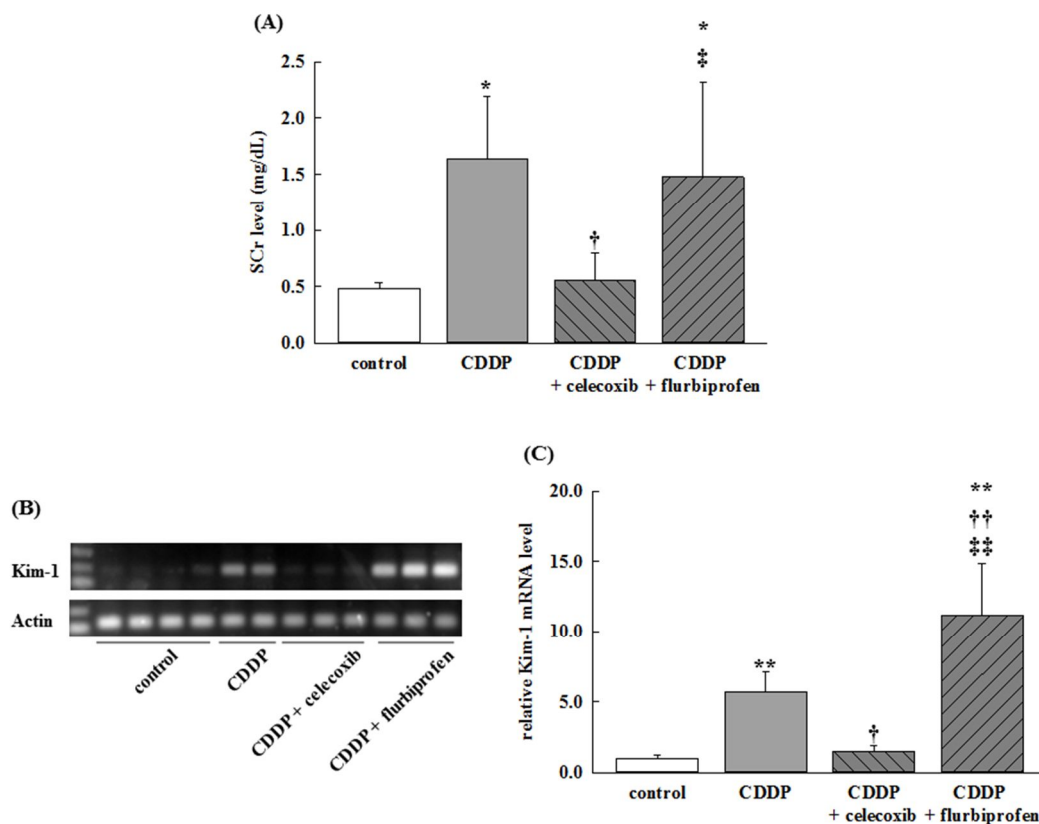 (A)
*
*
‡
†
2.5
2.0
1.5
1.0
0.5
0.0
SCr level (mg/dL)
control
CDDP
CDDP
+ celecoxib
CDDP
+ flurbiprofen
(B)
Kim-1
Actin
control
CDDP
CDDP + celecoxib
CDDP + flurbiprofen
(C)
20.0
15.0
10.0
5.0
0.0
relative Kim-1 mRNA level
**
†
**
††
‡‡
control
CDDP
CDDP
+ celecoxib
CDDP
+ flurbiprofen